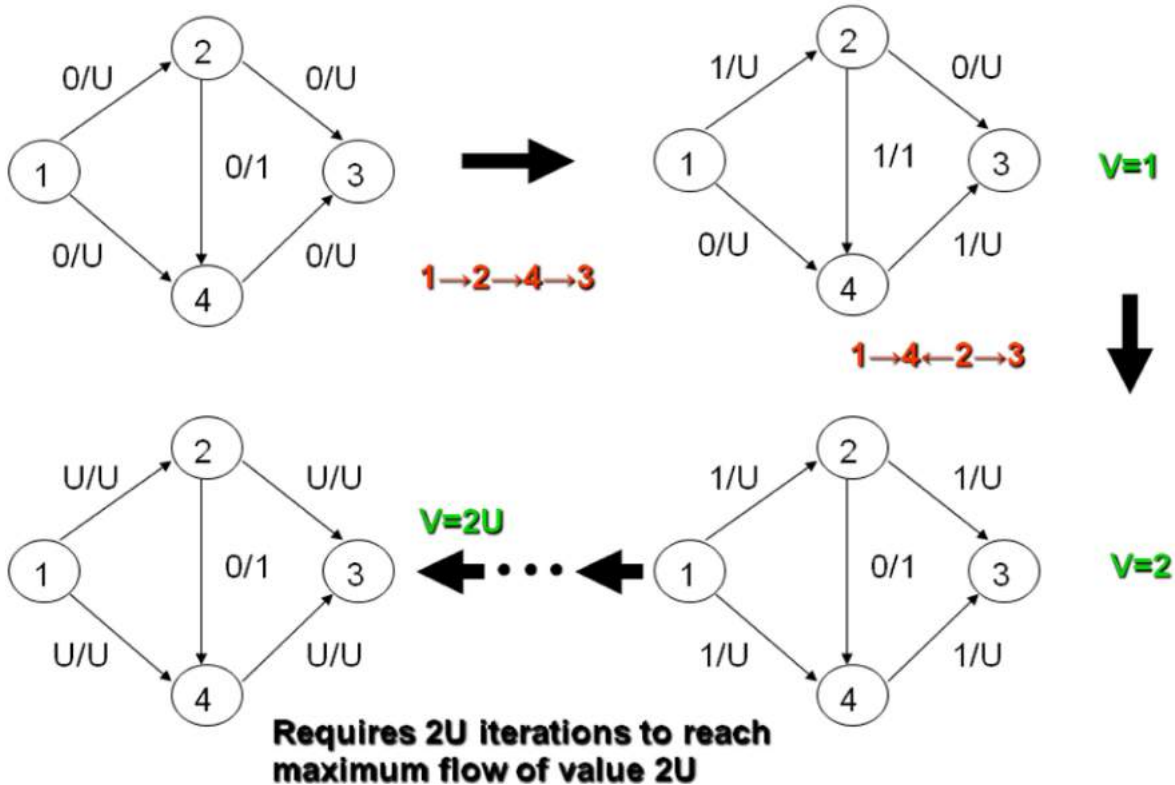 2
0/U
0/U
1
0/1
3
0/U
0/U
4
1→2→4→3
2
1/U
0/U
1
1/1
3
0/U
1/U
4
V=1
1→4←2→3
2
U/U
U/U
1
0/1
3
U/U
U/U
4
V=2U
2
1/U
1/U
1
0/1
3
1/U
1/U
4
V=2
Requires 2U iterations to reach
maximum flow of value 2U